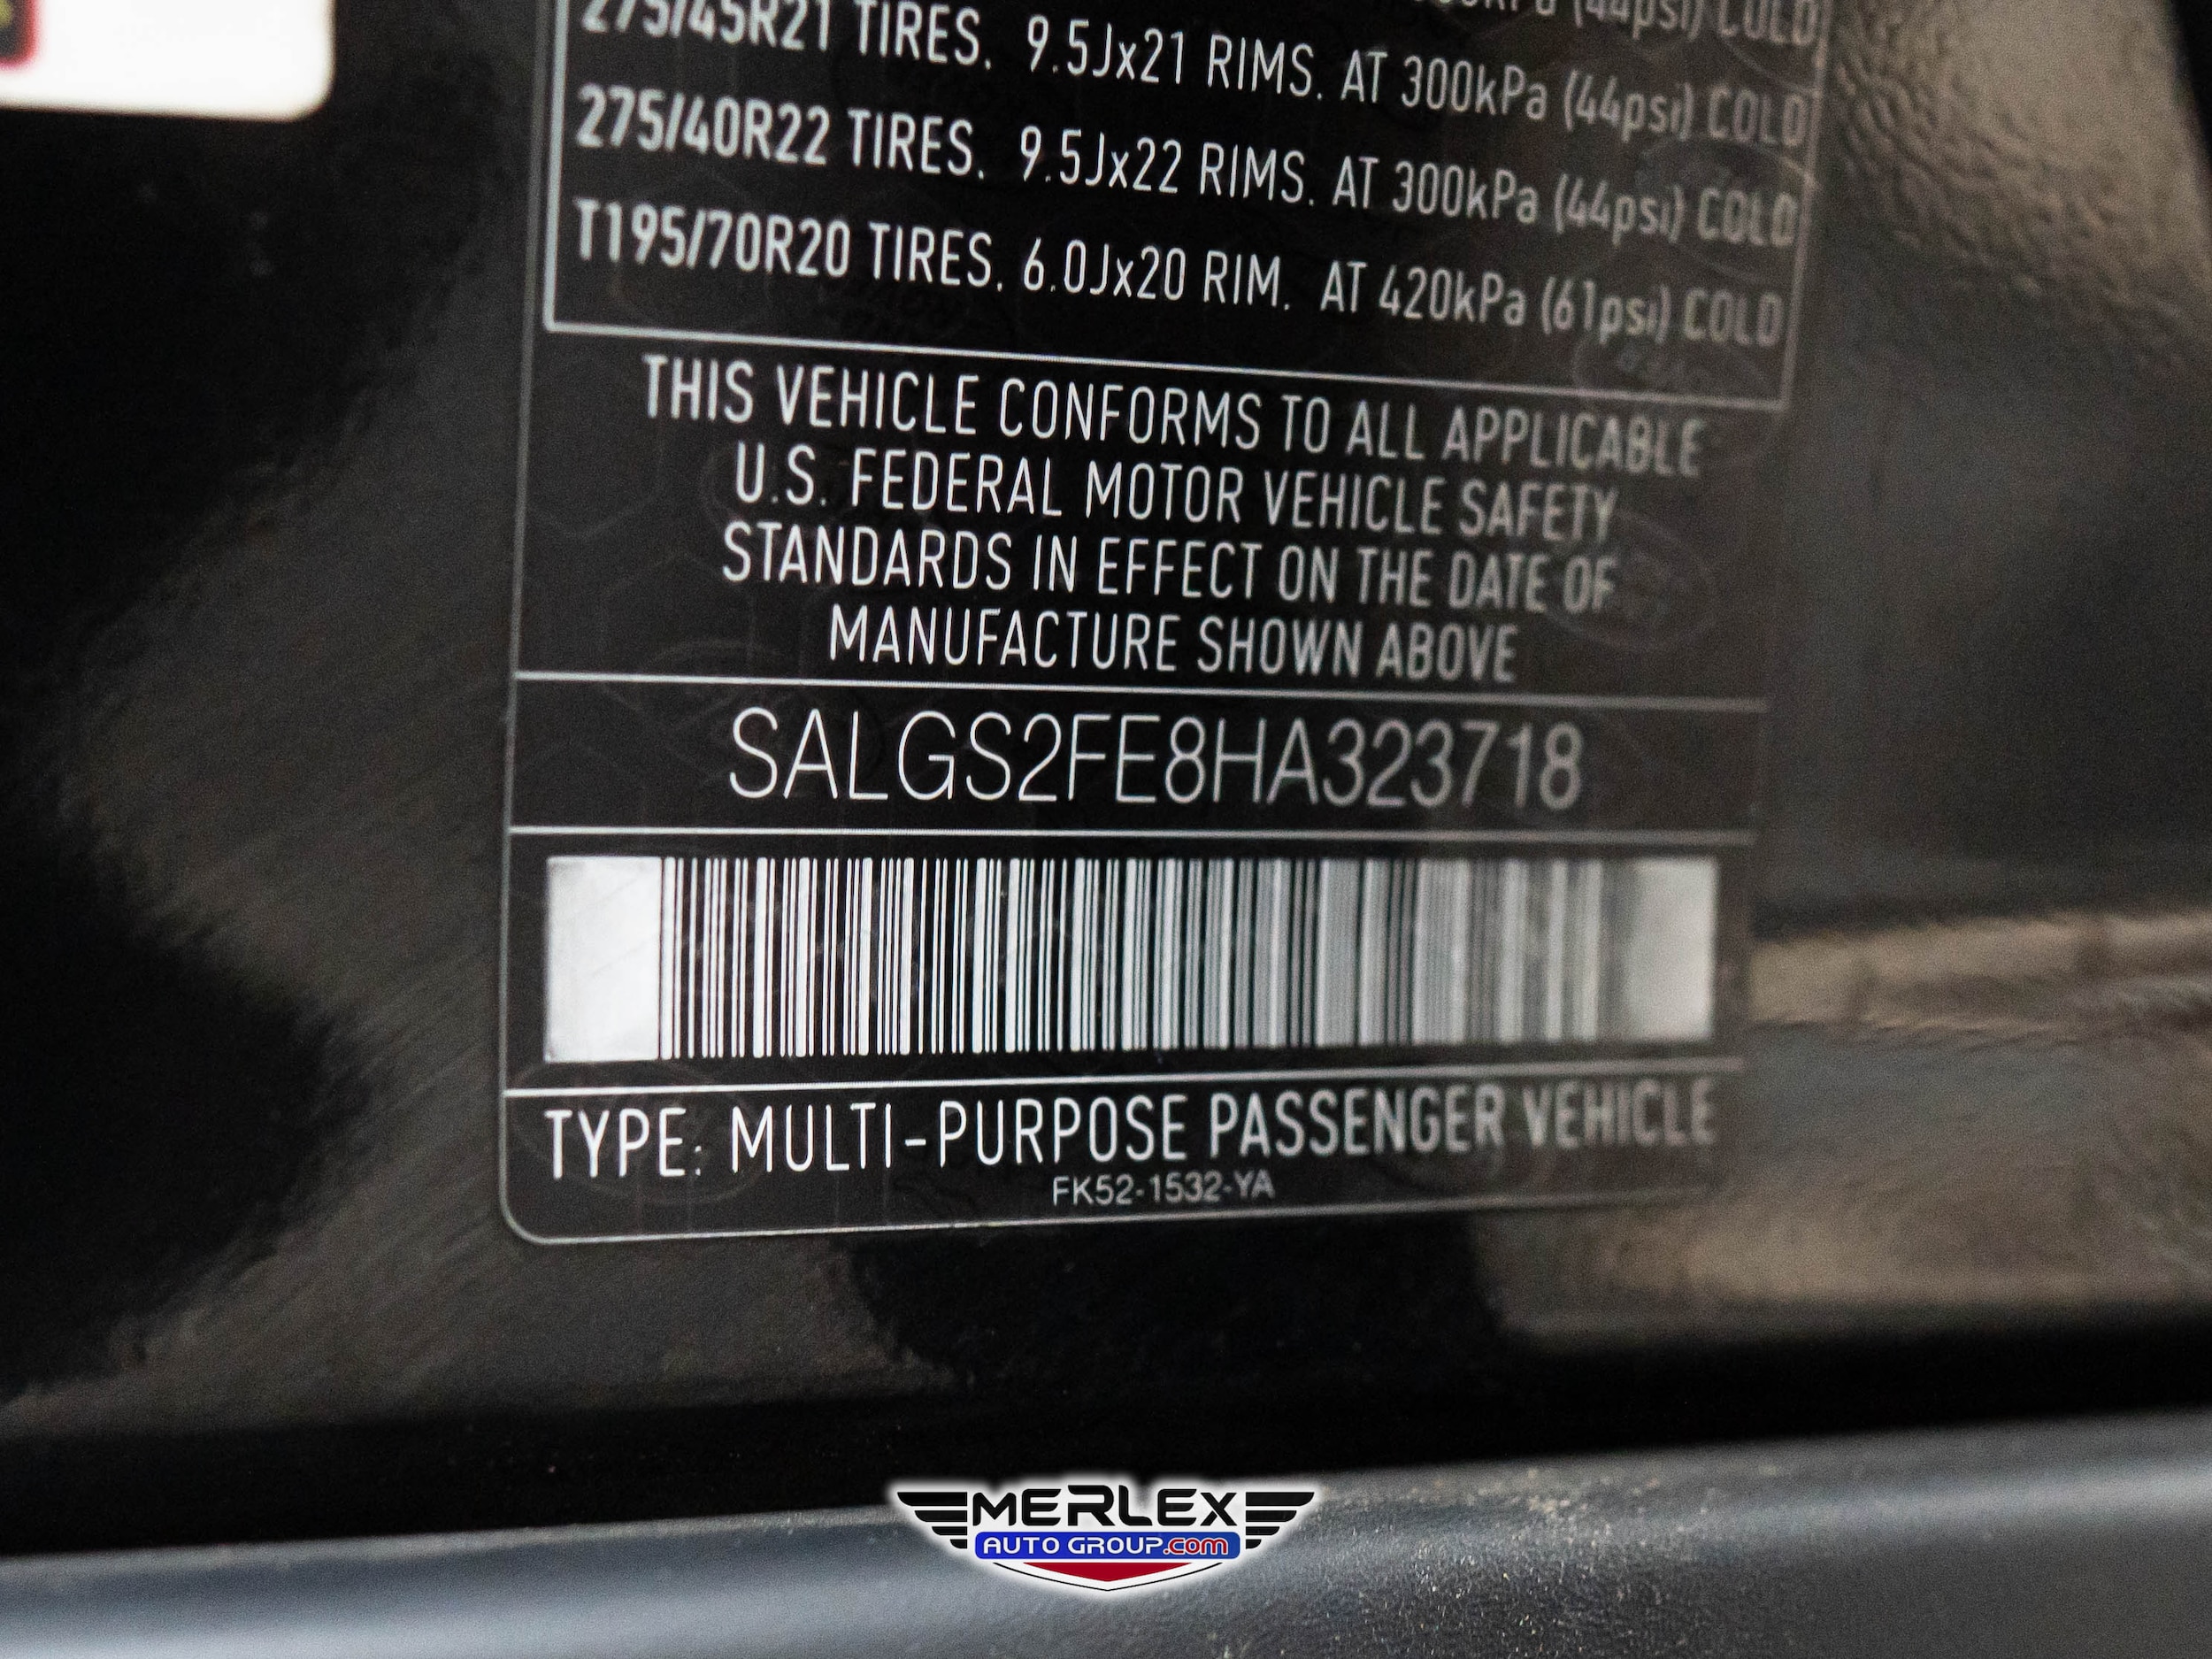 (44psi) COLD
275/45R21 TIRES. 9.5Jx21 RIMS. AT 300kPa (44psi) COLD
275/40R22 TIRES. 9.5Jx22 RIMS. AT 300kPa (44psi) COLD
T195/70R20 TIRES. 6.0Jx20 RIM. AT 420kPa (61psi) COLD
THIS VEHICLE CONFORMS TO ALL APPLICABLE
U.S. FEDERAL MOTOR VEHICLE SAFETY
STANDARDS IN EFFECT ON THE DATE OF
MANUFACTURE SHOWN ABOVE
SALGS2FE8HA323718
TYPE: MULTI-PURPOSE PASSENGER VEHICLE
FK52-1532-YA
MERLEX
AUTO GROUP.com